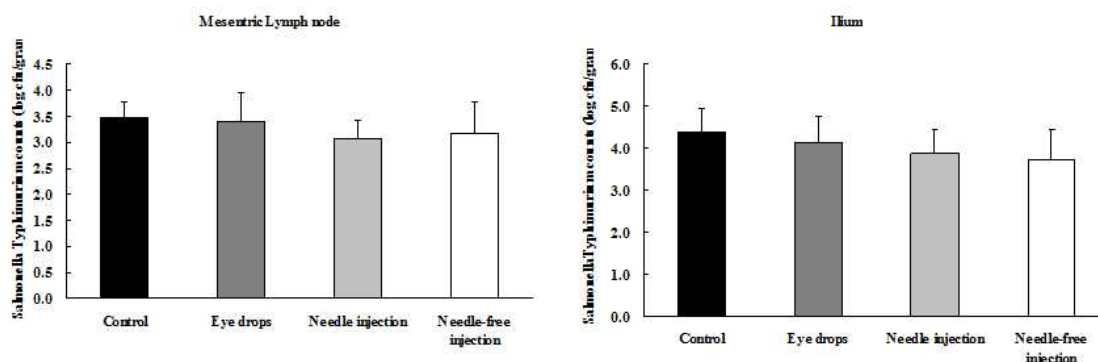 Mesentric Lymph node
Salmonella Typhimurium counts (log cfu/gram
4.5
4.0
3.5
3.0
2.5
2.0
1.5
1.0
0.5
0.0
Control
Eye drops
Needle injection
Needle-free
injection
Ilium
Salmonella Typhimurium counts (log cfu/gram
6.0
5.0
4.0
3.0
2.0
1.0
0.0
Control
Eye drops
Needle injection
Needle-free
injection